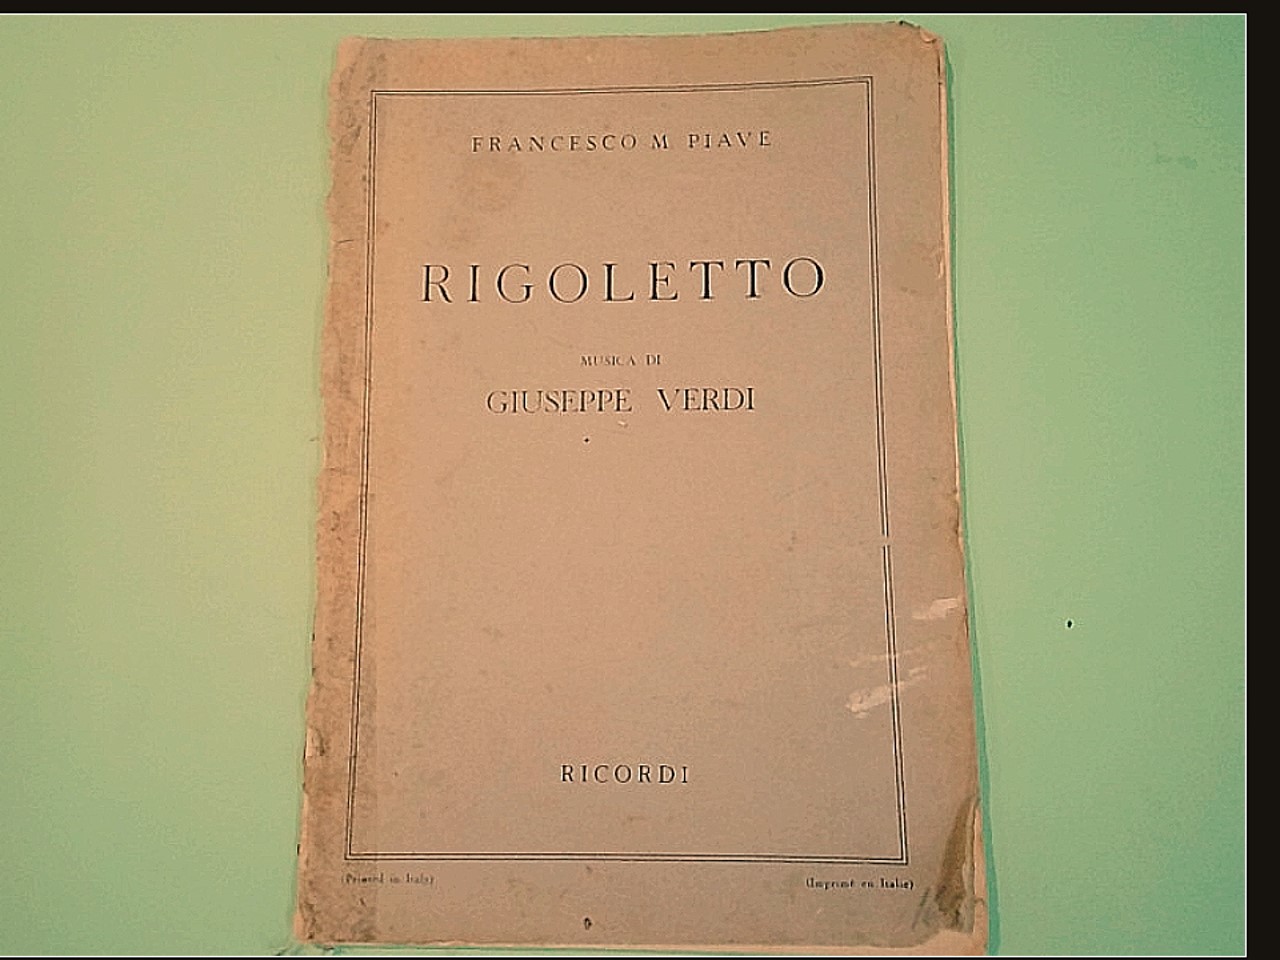 FRANCESCO M PIAVE
RIGOLETTO
MUSICA DI
GIUSEPPE VERDI
RICORDI
(Printed in Italy)
(Imprimé en Italie)